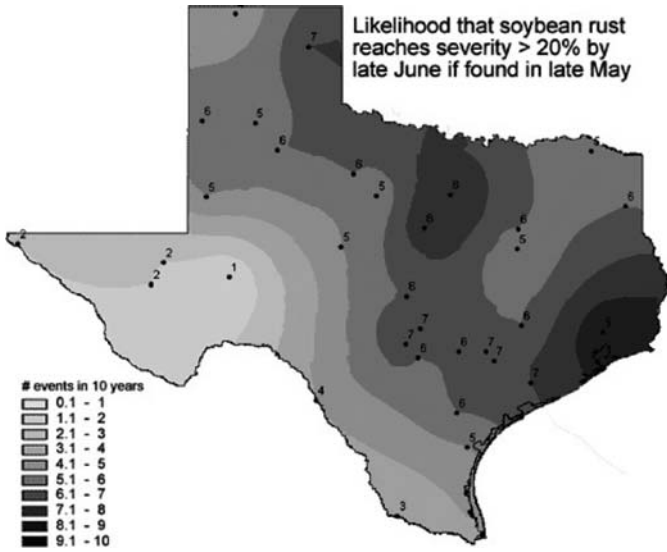 Likelihood that soybean rust
reaches severity > 20% by
late June if found in late May
7
6
5
6
6
5
5
6
5
6
5
2
2
2
1
5
6
7
7
6
6
7
7
6
7
4
6
5
3
# events in 10 years
0.1 - 1
1.1 - 2
2.1 - 3
3.1 - 4
4.1 - 5
5.1 - 6
6.1 - 7
7.1 - 8
8.1 - 9
9.1 - 10